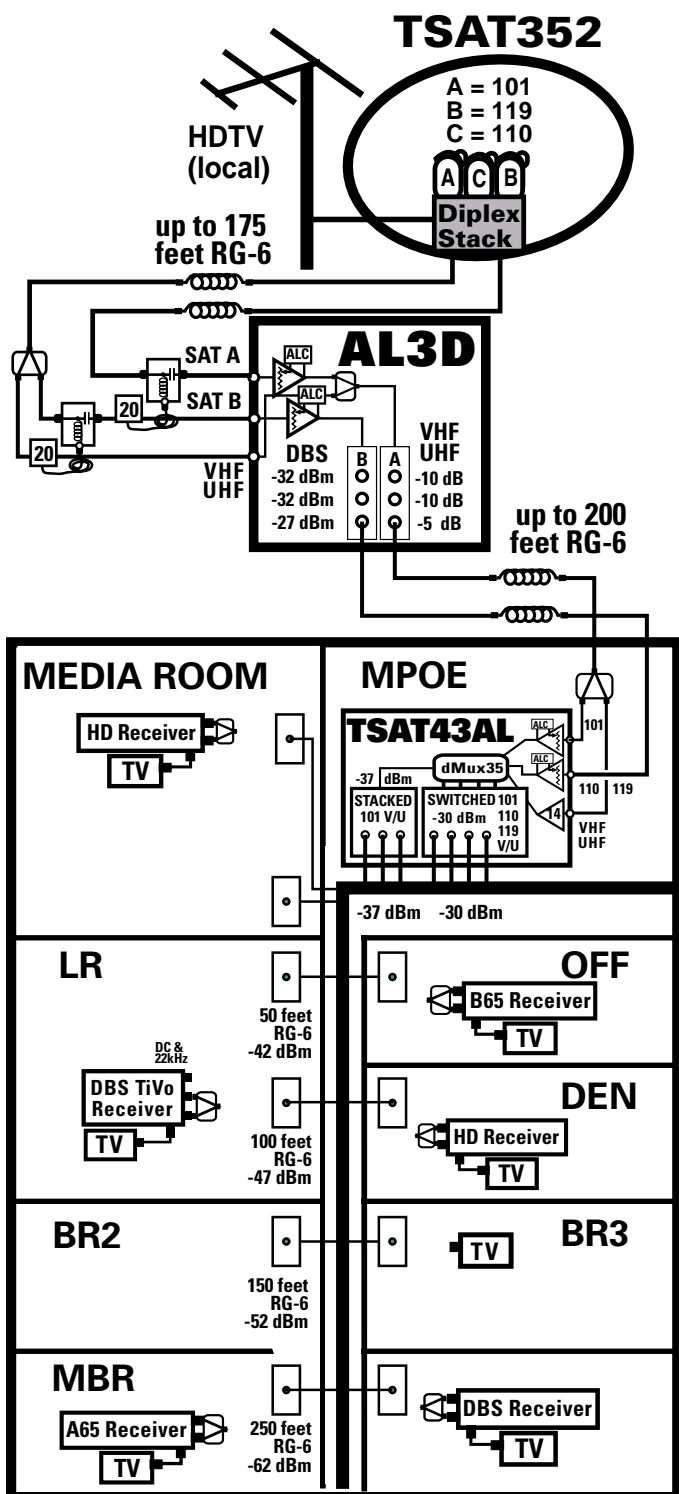 TSAT352
A = 101
B = 119
C = 110
HDTV
(local)
A C B
Diplex
Stack
up to 175
feet RG-6
AL3D
SAT A
ALC
20
SAT B
ALC
20
VHF
UHF
DBS
-32 dBm
-32 dBm
-27 dBm
B A
VHF
UHF
-10 dB
-10 dB
-5 dB
up to 200
feet RG-6
MEDIA ROOM
HD Receiver
TV
MPOE
TSAT43AL
ALC
101
ALC
dMux35
110 119
14
VHF
UHF
-37 dBm
STACKED
101 V/U
SWITCHED 101
-30 dBm 110
119
V/U
-37 dBm -30 dBm
LR
50 feet
RG-6
-42 dBm
OFF
B65 Receiver
TV
DC &
22kHz
DBS TiVo
Receiver
TV
100 feet
RG-6
-47 dBm
DEN
HD Receiver
TV
BR2
150 feet
RG-6
-52 dBm
BR3
TV
MBR
A65 Receiver
TV
250 feet
RG-6
-62 dBm
DBS Receiver
TV